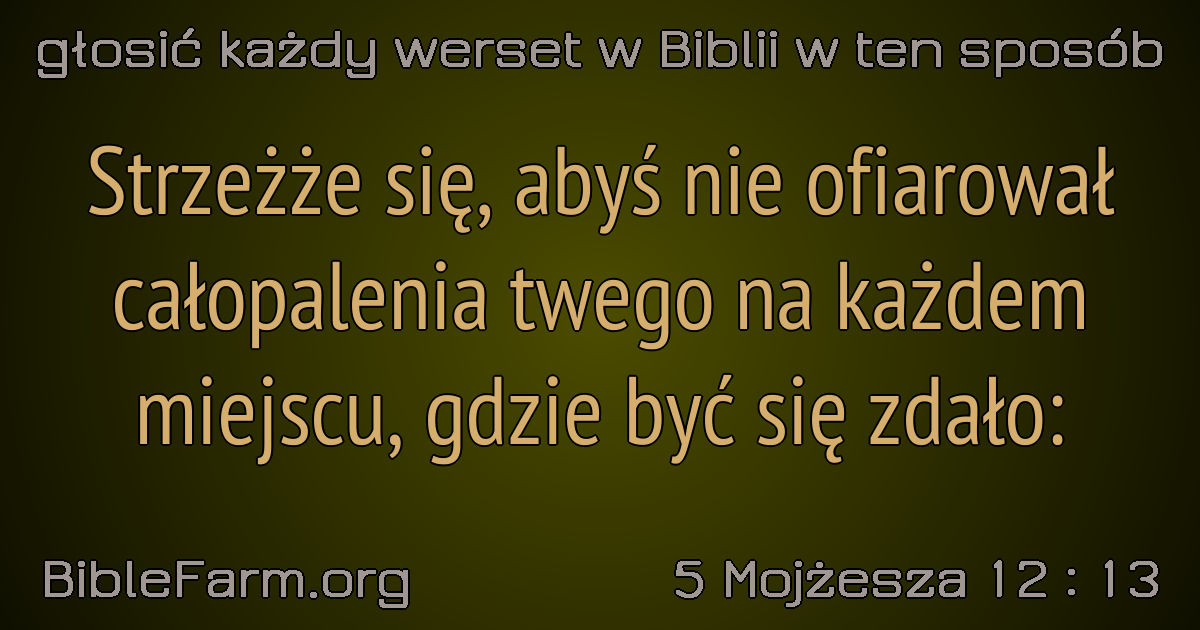 głosić każdy werset w Biblii w ten sposób
Strzeżże się, abyś nie ofiarował
całopalenia twego na każdem
miejscu, gdzie być się zdało:
BibleFarm.org
5 Mojżesza 12 : 13